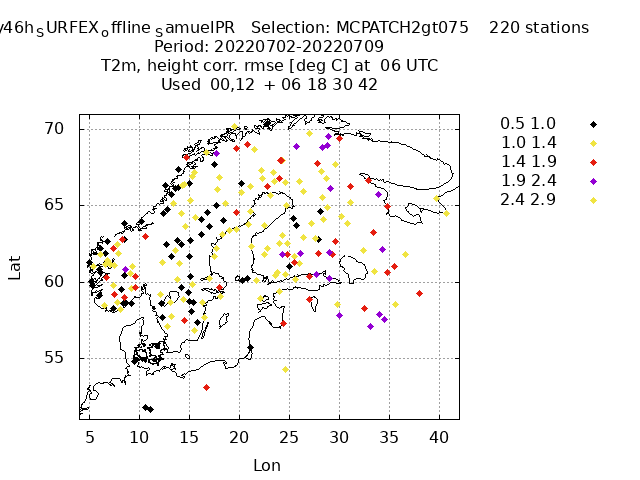 y46h_SURFEX_offline_SamuelPR Selection: MCPATCH2gt075 220 stations
Period: 20220702-20220709
T2m, height corr. rmse [deg C] at 06 UTC
Used 00,12 + 06 18 30 42
0.5 1.0
1.0 1.4
1.4 1.9
1.9 2.4
2.4 2.9
70
65
60
55
Lat
5 10 15 20 25 30 35 40
Lon